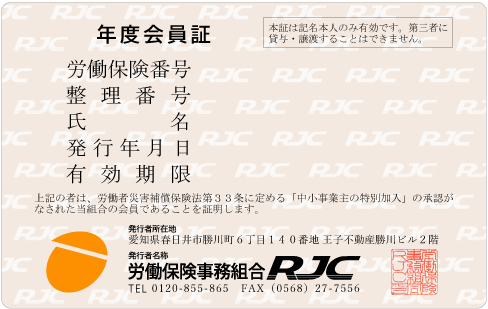 年度会員証
本証は記名本人のみ有効です。第三者に
貸与・譲渡することはできません。
労働保険番号
整理番号
氏名
発行年月日
有効期限
上記の者は、労働者災害補償保険法第33条に定める「中小事業主の特別加入」の承認が
なされた当組合の会員であることを証明します。
発行者所在地
愛知県春日井市勝川町6丁目140番地 王子不動産勝川ビル2階
発行者名称
労働保険事務組合 RJC
TEL 0120-855-865 FAX (0568) 27-7556